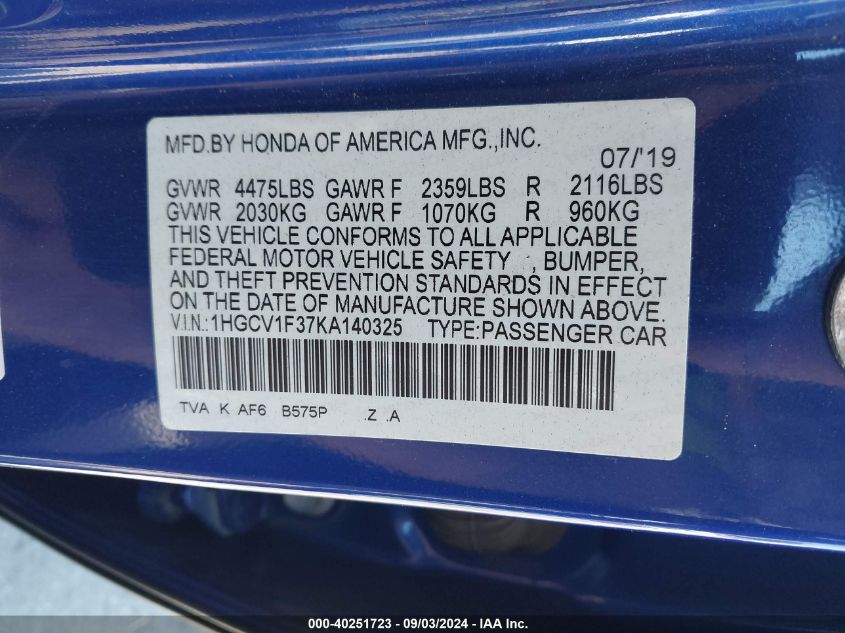 MFD.BY HONDA OF AMERICA MFG.,INC.
07/'19
GVWR 4475LBS GAWR F 2359LBS R 2116LBS
GVWR 2030KG GAWR F 1070KG R 960KG
THIS VEHICLE CONFORMS TO ALL APPLICABLE
FEDERAL MOTOR VEHICLE SAFETY , BUMPER,
AND THEFT PREVENTION STANDARDS IN EFFECT
ON THE DATE OF MANUFACTURE SHOWN ABOVE.
V.I.N.:1HGCV1F37KA140325 TYPE:PASSENGER CAR
TVA K AF6 B575P .Z .A
000-40251723 - 09/03/2024 - IAA Inc.